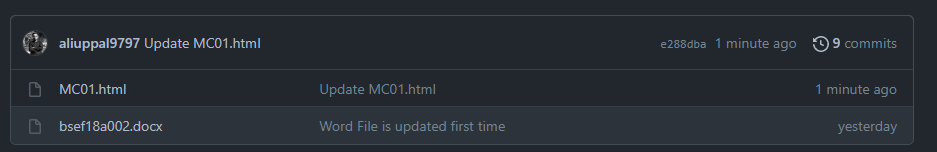 aliuppal9797 Update MC01.html e288dba 1 minute ago 9 commits
MC01.html Update MC01.html 1 minute ago
bsef18a002.docx Word File is updated first time yesterday